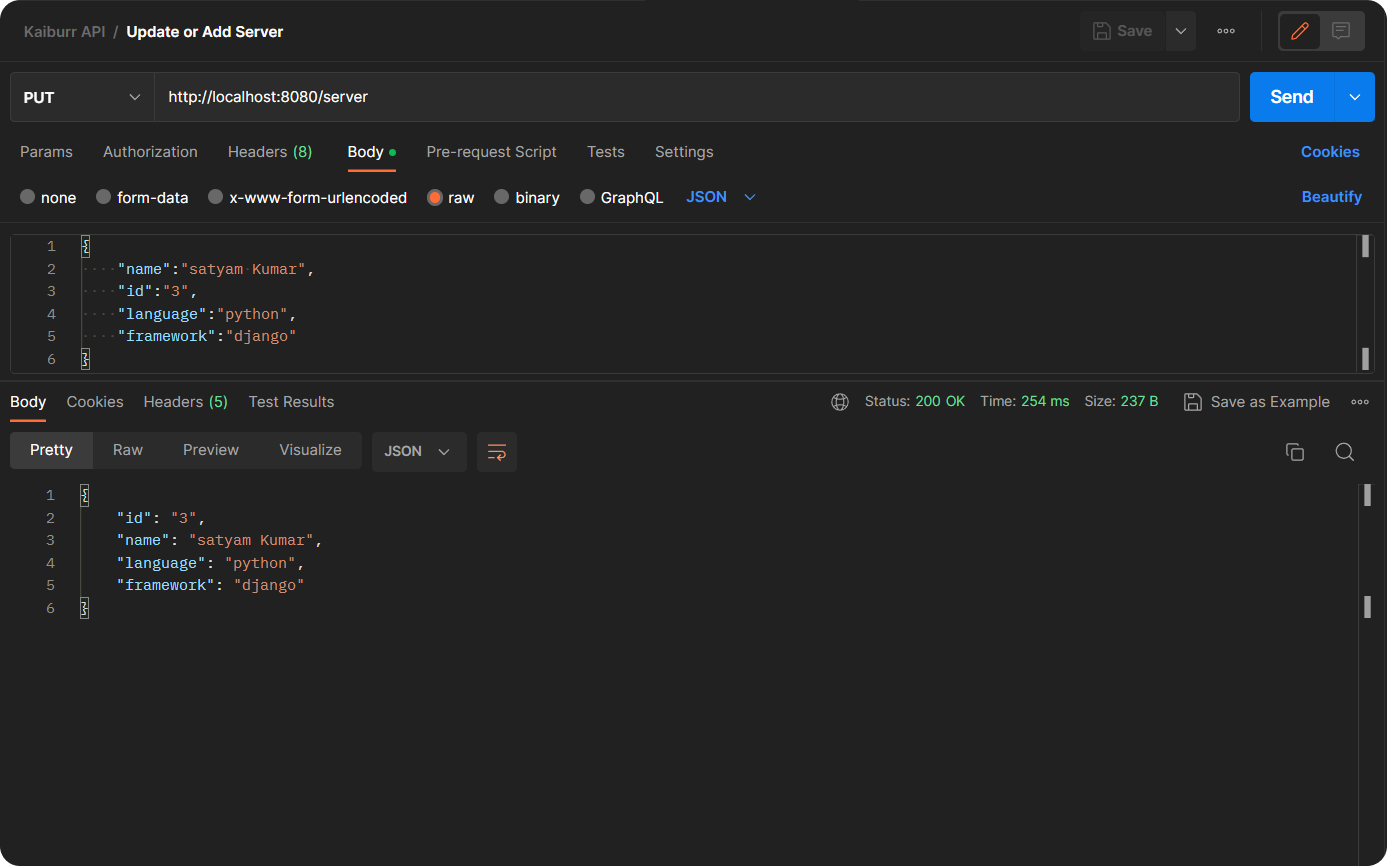 Kaiburr API / Update or Add Server Save
PUT http://localhost:8080/server Send
Params Authorization Headers (8) Body Pre-request Script Tests Settings Cookies
none form-data x-www-form-urlencoded raw binary GraphQL JSON Beautify
1 {
2 ····"name":"satyam·Kumar",
3 ····"id":"3",
4 ····"language":"python",
5 ····"framework":"django"
6 }
Body Cookies Headers (5) Test Results Status: 200 OK Time: 254 ms Size: 237 B Save as Example
Pretty Raw Preview Visualize JSON
1 {
2 "id": "3",
3 "name": "satyam Kumar",
4 "language": "python",
5 "framework": "django"
6 }